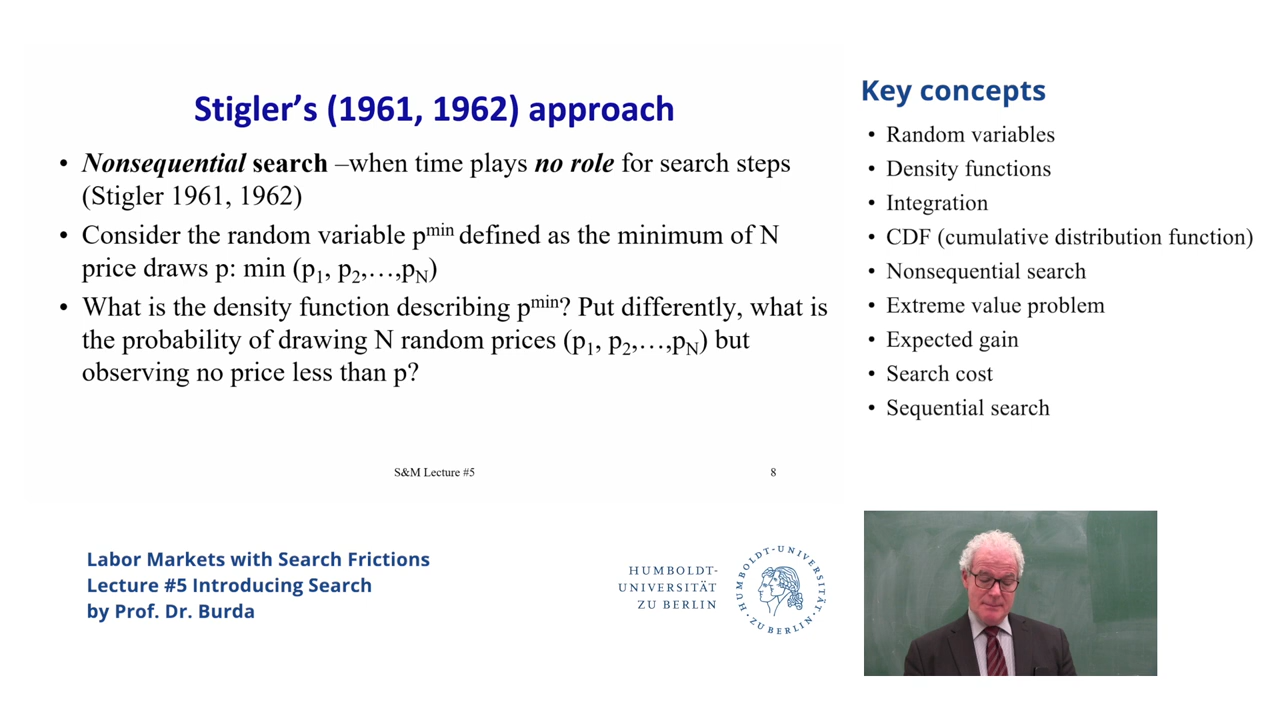 Stigler's (1961, 1962) approach
• Nonsequential search –when time plays no role for search steps
(Stigler 1961, 1962)
• Consider the random variable pmin defined as the minimum of N
price draws p: min (p1, p2,…,pN)
• What is the density function describing pmin? Put differently, what is
the probability of drawing N random prices (p1, p2,…,pN) but
observing no price less than p?
S&M Lecture #5
8
Key concepts
• Random variables
• Density functions
• Integration
• CDF (cumulative distribution function)
• Nonsequential search
• Extreme value problem
• Expected gain
• Search cost
• Sequential search
Labor Markets with Search Frictions
Lecture #5 Introducing Search
by Prof. Dr. Burda
HUMBOLDT-
UNIVERSITÄT
ZU BERLIN
HUMBOLDT-UNIVERSITÄT
ZU BERLIN